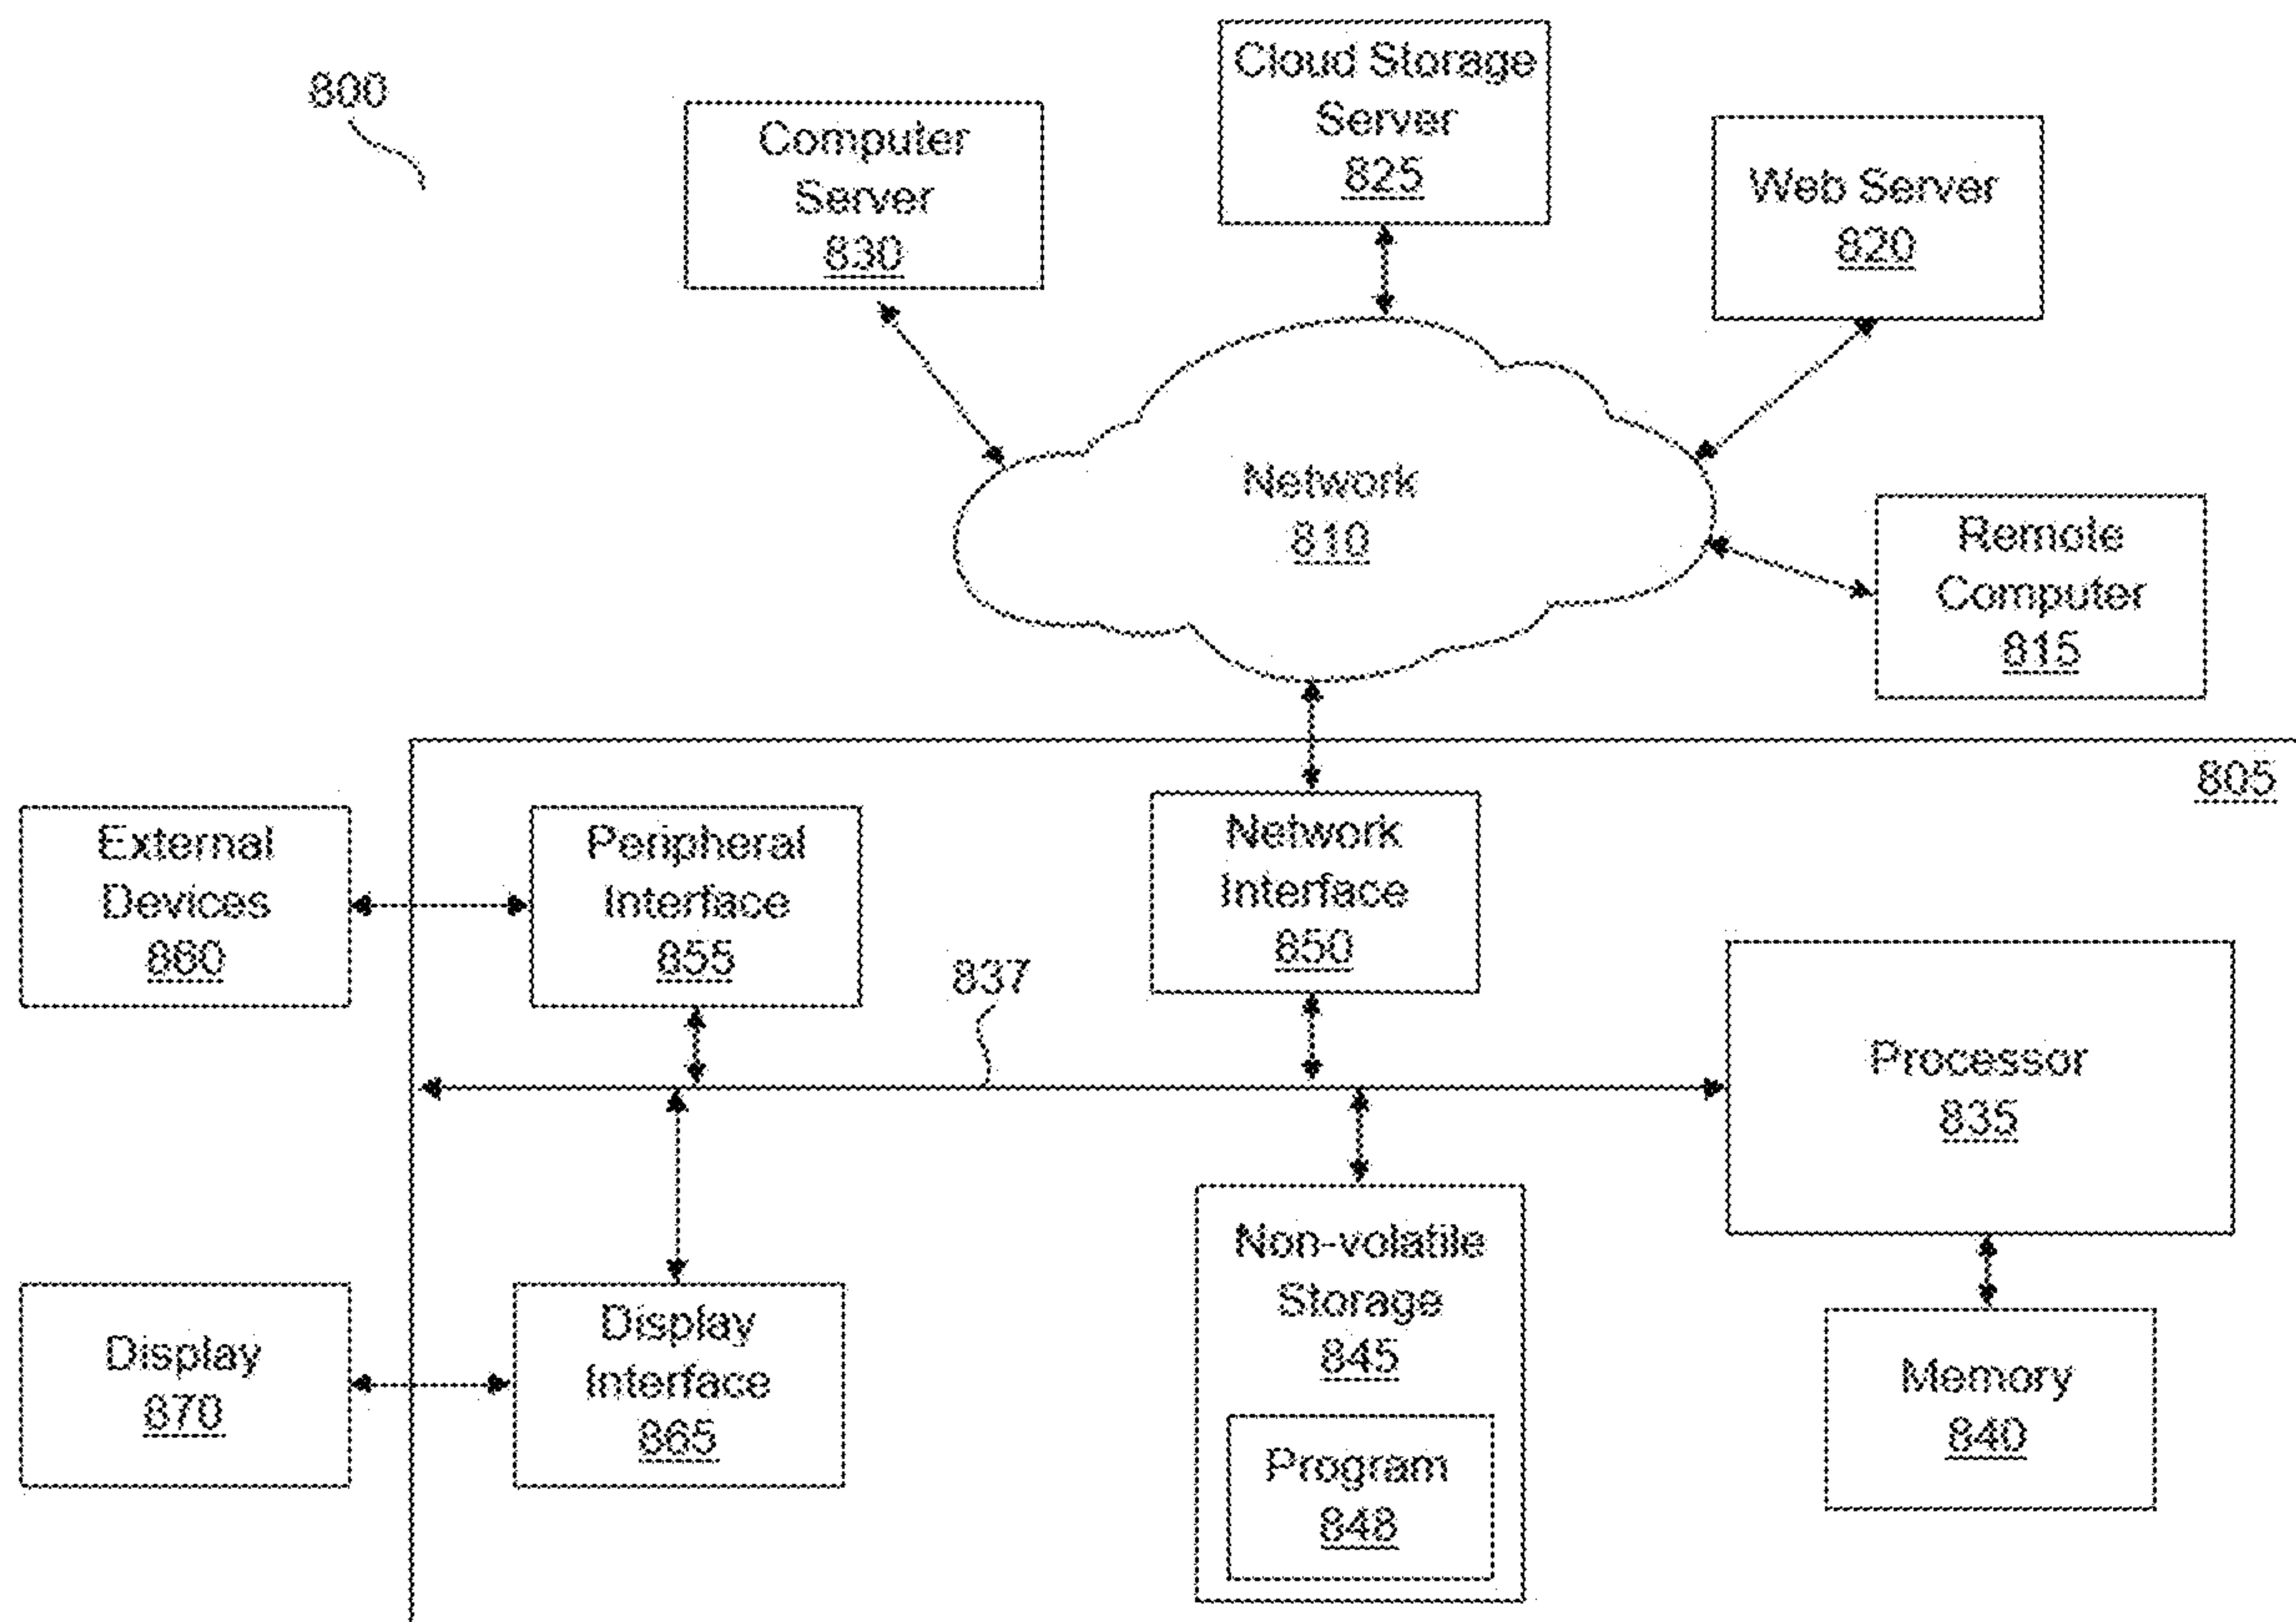 800
Computer
Server
830
Cloud Storage
Server
825
Web Server
820
Network
810
Remote
Computer
815
805
External
Devices
860
Peripheral
Interface
855
Network
Interface
850
837
Processor
835
Display
870
Display
Interface
865
Non-volatile
Storage
845
Program
848
Memory
840